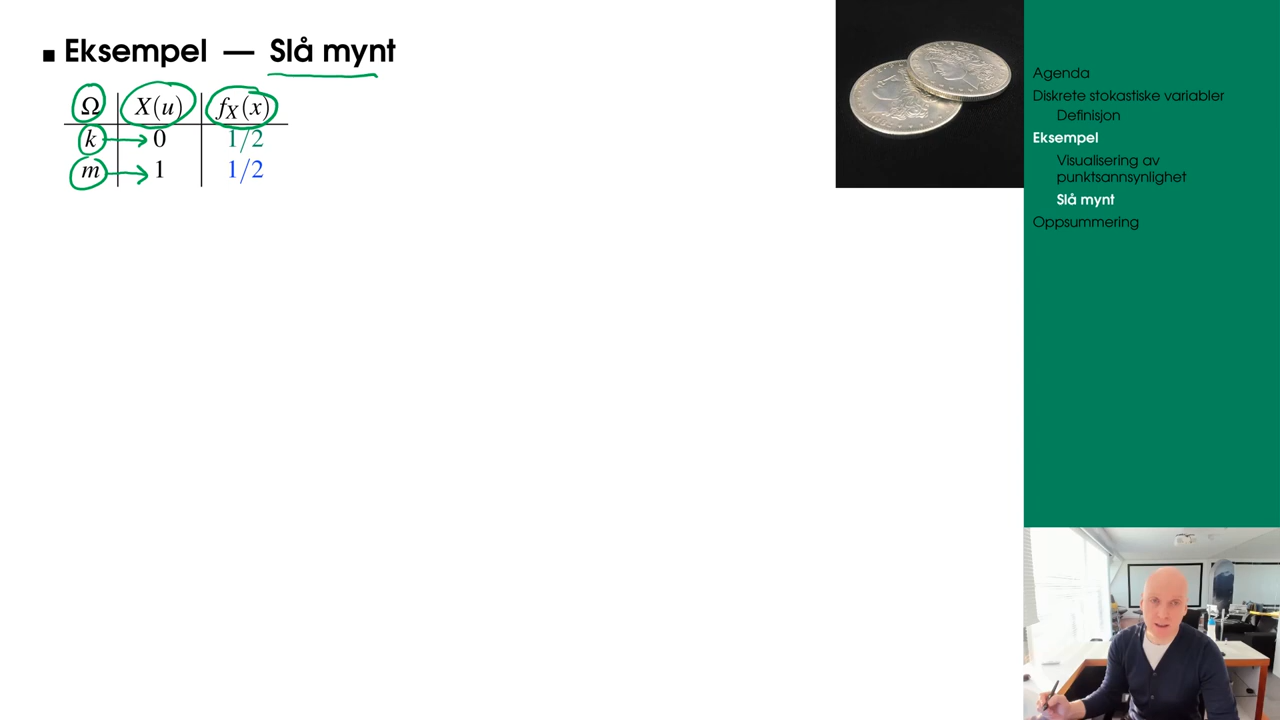 Eksempel — Slå mynt
Ω X(u) fX(x)
k 0 1/2
m 1 1/2
Agenda
Diskrete stokastiske variabler
Definisjon
Eksempel
Visualisering av
punktsannsynlighet
Slå mynt
Oppsummering